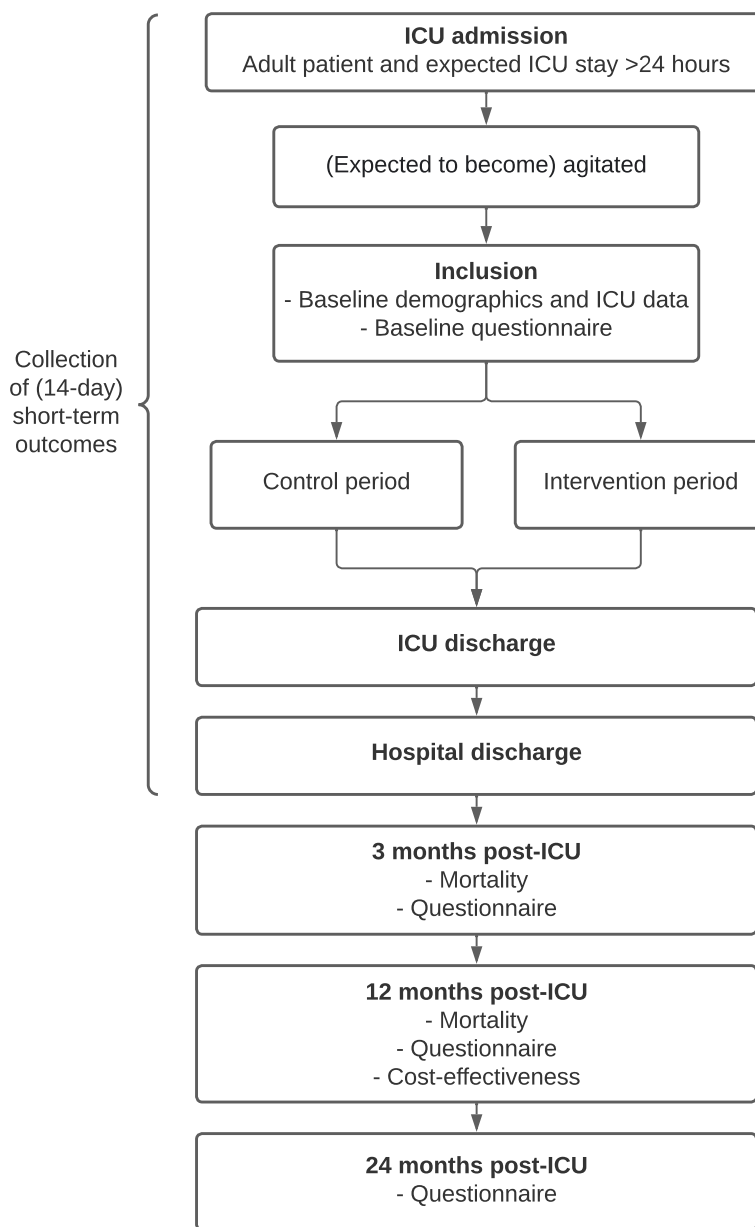 ICU admission
Adult patient and expected ICU stay >24 hours
(Expected to become) agitated
Inclusion
- Baseline demographics and ICU data
- Baseline questionnaire
Collection
of (14-day)
short-term
outcomes
Control period
Intervention period
ICU discharge
Hospital discharge
3 months post-ICU
- Mortality
- Questionnaire
12 months post-ICU
- Mortality
- Questionnaire
- Cost-effectiveness
24 months post-ICU
- Questionnaire